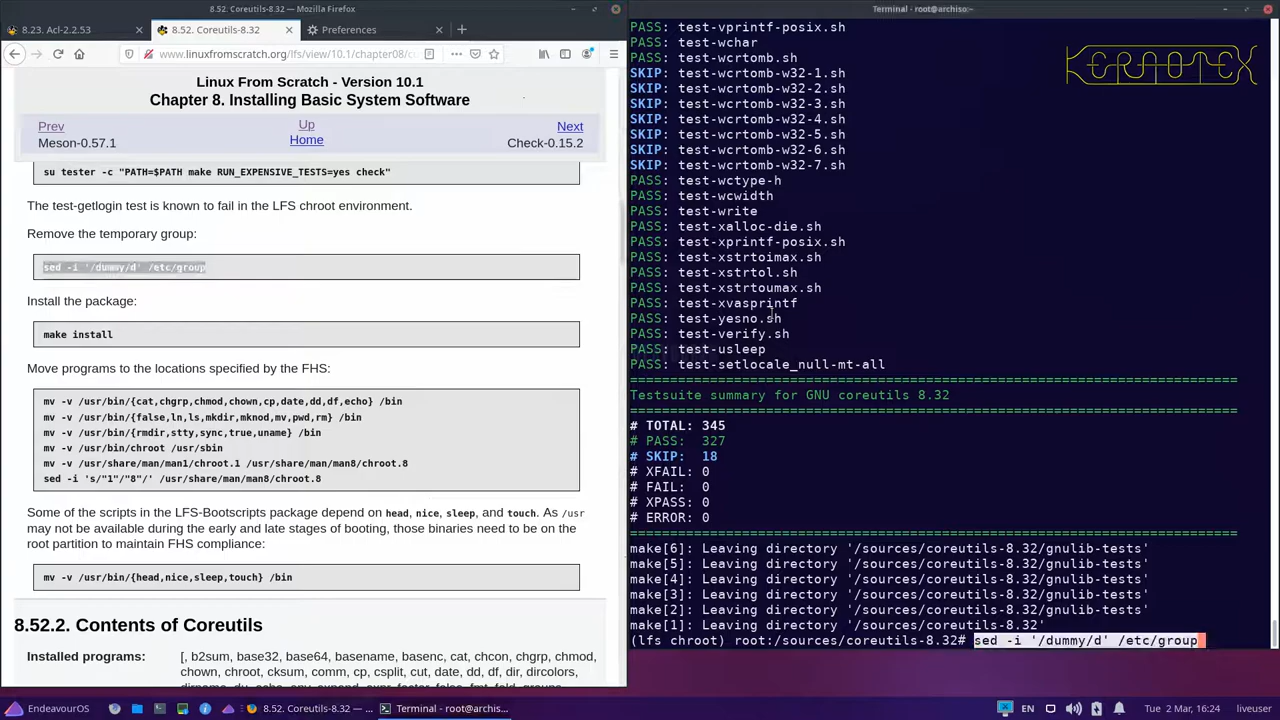 8.52. Coreutils-8.32 — Mozilla Firefox
8.23. Acl-2.2.53
8.52. Coreutils-8.32
Preferences
www.linuxfromscratch.org/lfs/view/10.1/chapter08/co
Linux From Scratch - Version 10.1
Chapter 8. Installing Basic System Software
Prev
Up
Next
Meson-0.57.1
Home
Check-0.15.2
su tester -c "PATH=$PATH make RUN_EXPENSIVE_TESTS=yes check"
The test-getlogin test is known to fail in the LFS chroot environment.
Remove the temporary group:
sed -i '/dummy/d' /etc/group
Install the package:
make install
Move programs to the locations specified by the FHS:
mv -v /usr/bin/{cat,chgrp,chmod,chown,cp,date,dd,df,echo} /bin
mv -v /usr/bin/{false,ln,ls,mkdir,mknod,mv,pwd,rm} /bin
mv -v /usr/bin/{rmdir,stty,sync,true,uname} /bin
mv -v /usr/bin/chroot /usr/sbin
mv -v /usr/share/man/man1/chroot.1 /usr/share/man/man8/chroot.8
sed -i 's/"1"/"8"/' /usr/share/man/man8/chroot.8
Some of the scripts in the LFS-Bootscripts package depend on head, nice, sleep, and touch. As /usr
may not be available during the early and late stages of booting, those binaries need to be on the
root partition to maintain FHS compliance:
mv -v /usr/bin/{head,nice,sleep,touch} /bin
8.52.2. Contents of Coreutils
Installed programs:
[, b2sum, base32, base64, basename, basenc, cat, chcon, chgrp, chmod,
chown, chroot, cksum, comm, cp, csplit, cut, date, dd, df, dir, dircolors,
dirname, du, echo, env, expand, expr, factor, false, fmt, fold, groups,
Terminal - root@archiso:~
PASS: test-vprintf-posix.sh
PASS: test-wchar
PASS: test-wcrtomb.sh
SKIP: test-wcrtomb-w32-1.sh
SKIP: test-wcrtomb-w32-2.sh
SKIP: test-wcrtomb-w32-3.sh
SKIP: test-wcrtomb-w32-4.sh
SKIP: test-wcrtomb-w32-5.sh
SKIP: test-wcrtomb-w32-6.sh
SKIP: test-wcrtomb-w32-7.sh
PASS: test-wctype-h
PASS: test-wcwidth
PASS: test-write
PASS: test-xalloc-die.sh
PASS: test-xprintf-posix.sh
PASS: test-xstrtoimax.sh
PASS: test-xstrtol.sh
PASS: test-xstrtoumax.sh
PASS: test-xvasprintf
PASS: test-yesno.sh
PASS: test-verify.sh
PASS: test-usleep
PASS: test-setlocale_null-mt-all
============================================================================
Testsuite summary for GNU coreutils 8.32
============================================================================
# TOTAL: 345
# PASS:  327
# SKIP:  18
# XFAIL: 0
# FAIL:  0
# XPASS: 0
# ERROR: 0
============================================================================
make[6]: Leaving directory '/sources/coreutils-8.32/gnulib-tests'
make[5]: Leaving directory '/sources/coreutils-8.32/gnulib-tests'
make[4]: Leaving directory '/sources/coreutils-8.32/gnulib-tests'
make[3]: Leaving directory '/sources/coreutils-8.32/gnulib-tests'
make[2]: Leaving directory '/sources/coreutils-8.32/gnulib-tests'
make[1]: Leaving directory '/sources/coreutils-8.32'
(lfs chroot) root:/sources/coreutils-8.32# sed -i '/dummy/d' /etc/group
EndeavourOS
8.52. Coreutils-8.32 — ...
Terminal - root@archis...
EN
Tue 2 Mar, 16:24
liveuser